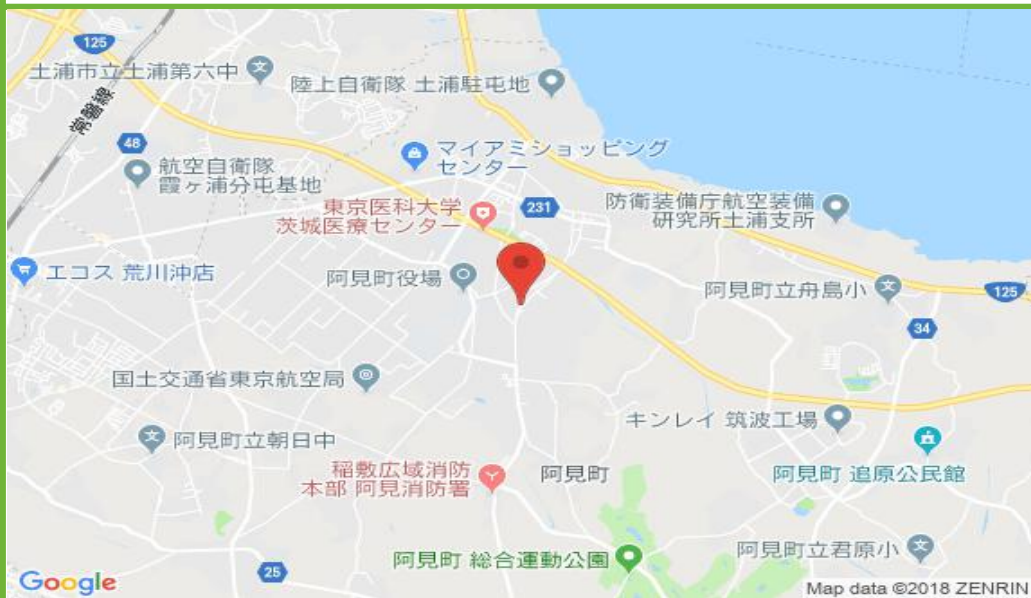 125
土浦市立土浦第六中
陸上自衛隊 土浦駐屯地
常磐線
48
マイアミショッピング
センター
航空自衛隊
霞ヶ浦分屯基地
東京医科大学
茨城医療センター
231
防衛装備庁航空装備
研究所土浦支所
エコス 荒川沖店
阿見町役場
阿見町立舟島小
125
34
国土交通省東京航空局
キンレイ 筑波工場
阿見町立朝日中
稲敷広域消防
本部 阿見消防署
阿見町
阿見町 追原公民館
阿見町 総合運動公園
阿見町立君原小
25
Google
Map data ©2018 ZENRIN